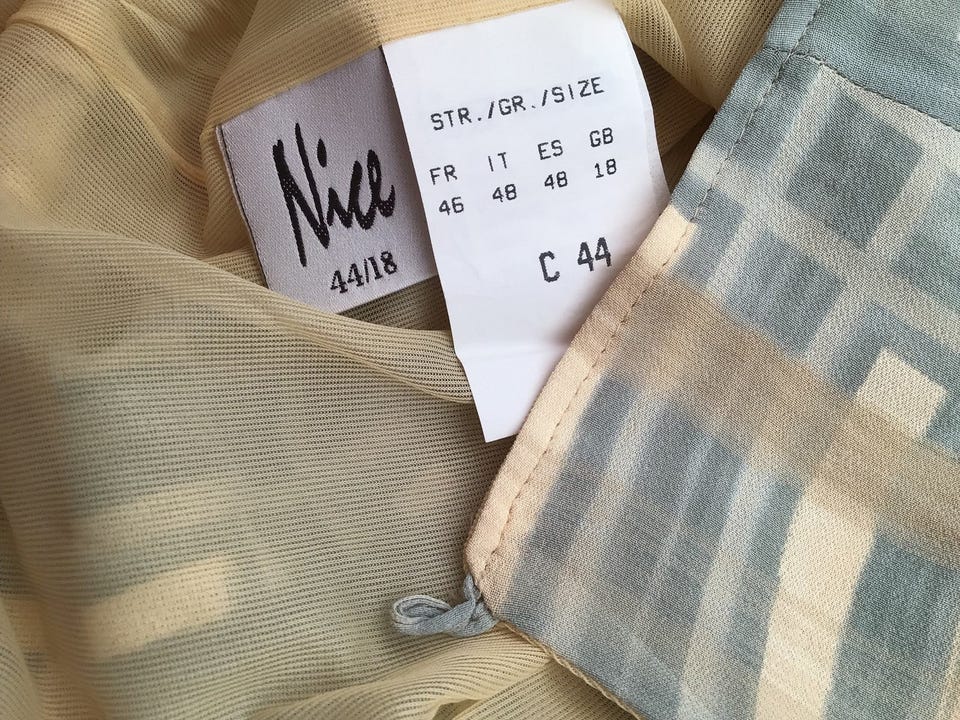 Nice
44/18
STR./GR./SIZE
FR IT ES GB
46 48 48 18
C 44